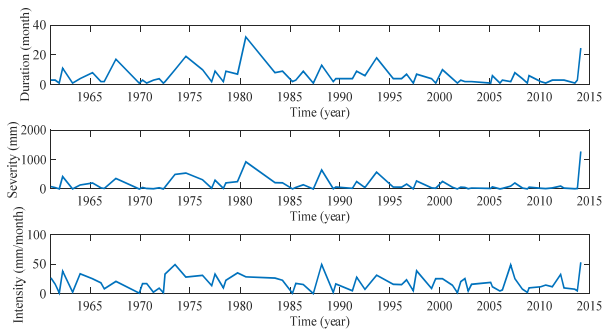 Duration (month)
40
20
0
1965 1970 1975 1980 1985 1990 1995 2000 2005 2010 2015
Time (year)
Severity (mm)
2000
1000
0
1965 1970 1975 1980 1985 1990 1995 2000 2005 2010 2015
Time (year)
Intensity (mm/month)
100
50
0
1965 1970 1975 1980 1985 1990 1995 2000 2005 2010 2015
Time (year)